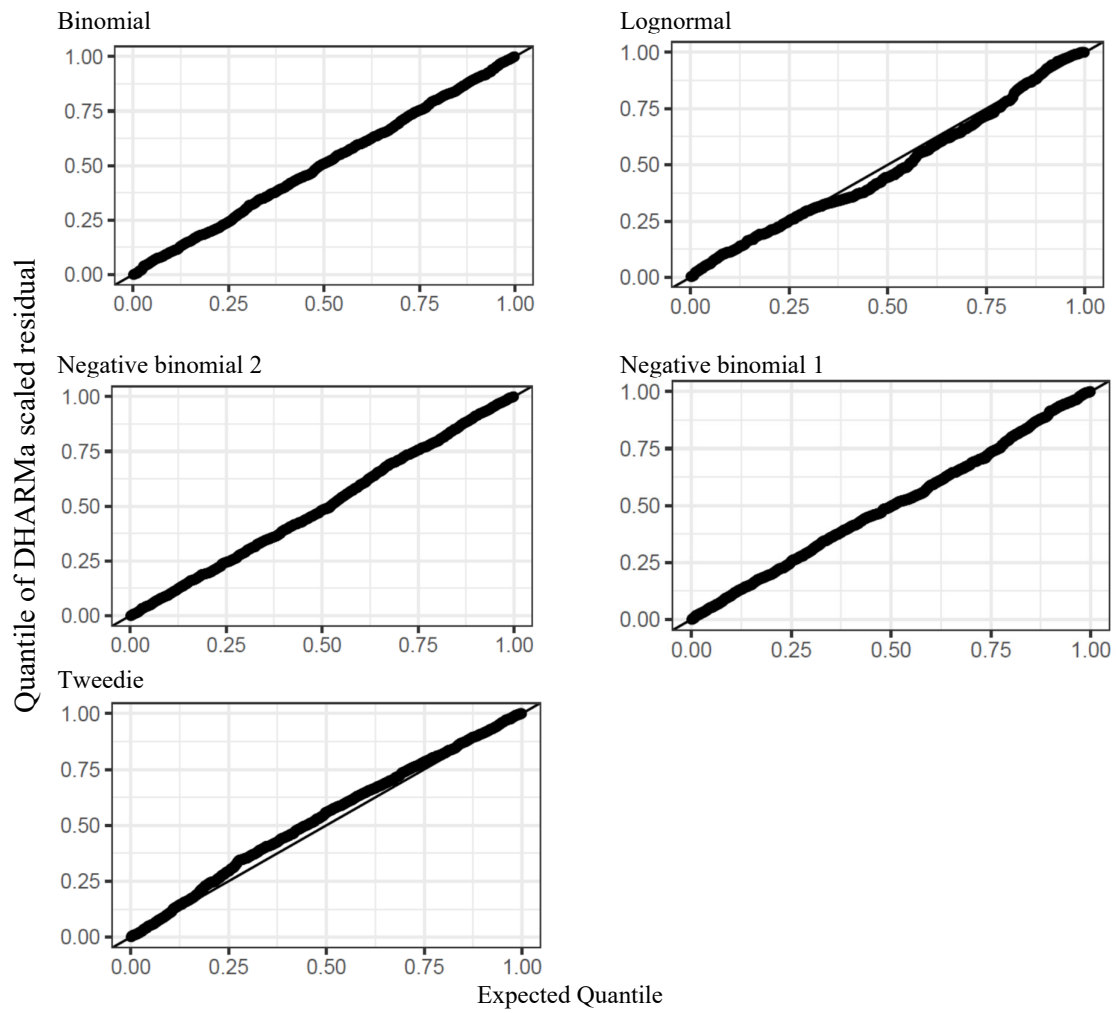 Binomial
Lognormal
1.00
0.75
0.50
0.25
0.00
0.00 0.25 0.50 0.75 1.00
1.00
0.75
0.50
0.25
0.00
0.00 0.25 0.50 0.75 1.00
Quantile of DHARMa scaled residual
Negative binomial 2
Negative binomial 1
1.00
0.75
0.50
0.25
0.00
0.00 0.25 0.50 0.75 1.00
1.00
0.75
0.50
0.25
0.00
0.00 0.25 0.50 0.75 1.00
Tweedie
1.00
0.75
0.50
0.25
0.00
0.00 0.25 0.50 0.75 1.00
Expected Quantile